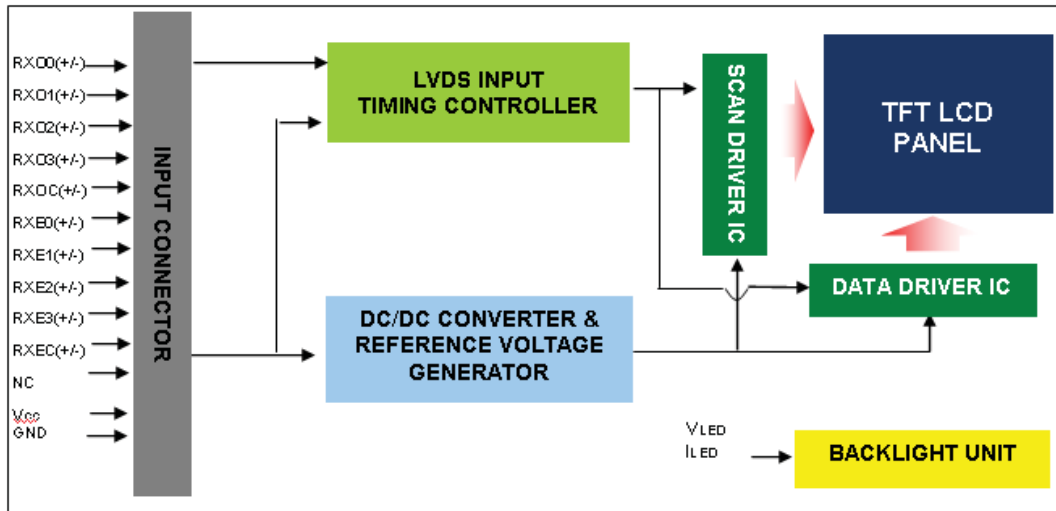 RXO0(+/-)
RXO1(+/-)
RXO2(+/-)
RXO3(+/-)
RXOC(+/-)
RXE0(+/-)
RXE1(+/-)
RXE2(+/-)
RXE3(+/-)
RXEC(+/-)
NC
Vcc
GND
INPUT CONNECTOR
LVDS INPUT
TIMING CONTROLLER
DC/DC CONVERTER &
REFERENCE VOLTAGE
GENERATOR
SCAN DRIVER IC
TFT LCD
PANEL
DATA DRIVER IC
VLED
ILED
BACKLIGHT UNIT